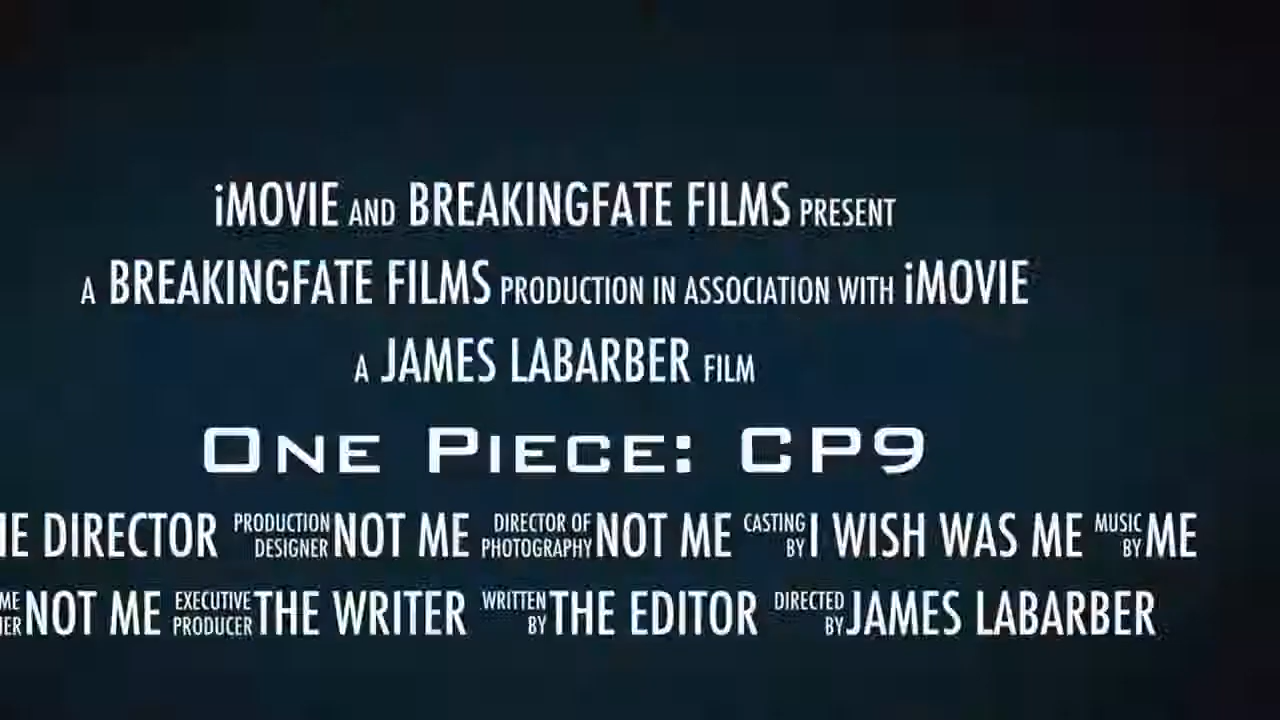 iMOVIE AND BREAKINGFATE FILMS PRESENT
A BREAKINGFATE FILMS PRODUCTION IN ASSOCIATION WITH iMOVIE
A JAMES LABARBER FILM
ONE PIECE: CP9
DIRECTOR PRODUCTION DESIGNER NOT ME DIRECTOR OF PHOTOGRAPHY NOT ME CASTING BY I WISH WAS ME MUSIC BY ME
NOT ME EXECUTIVE PRODUCER THE WRITER WRITTEN BY THE EDITOR DIRECTED BY JAMES LABARBER